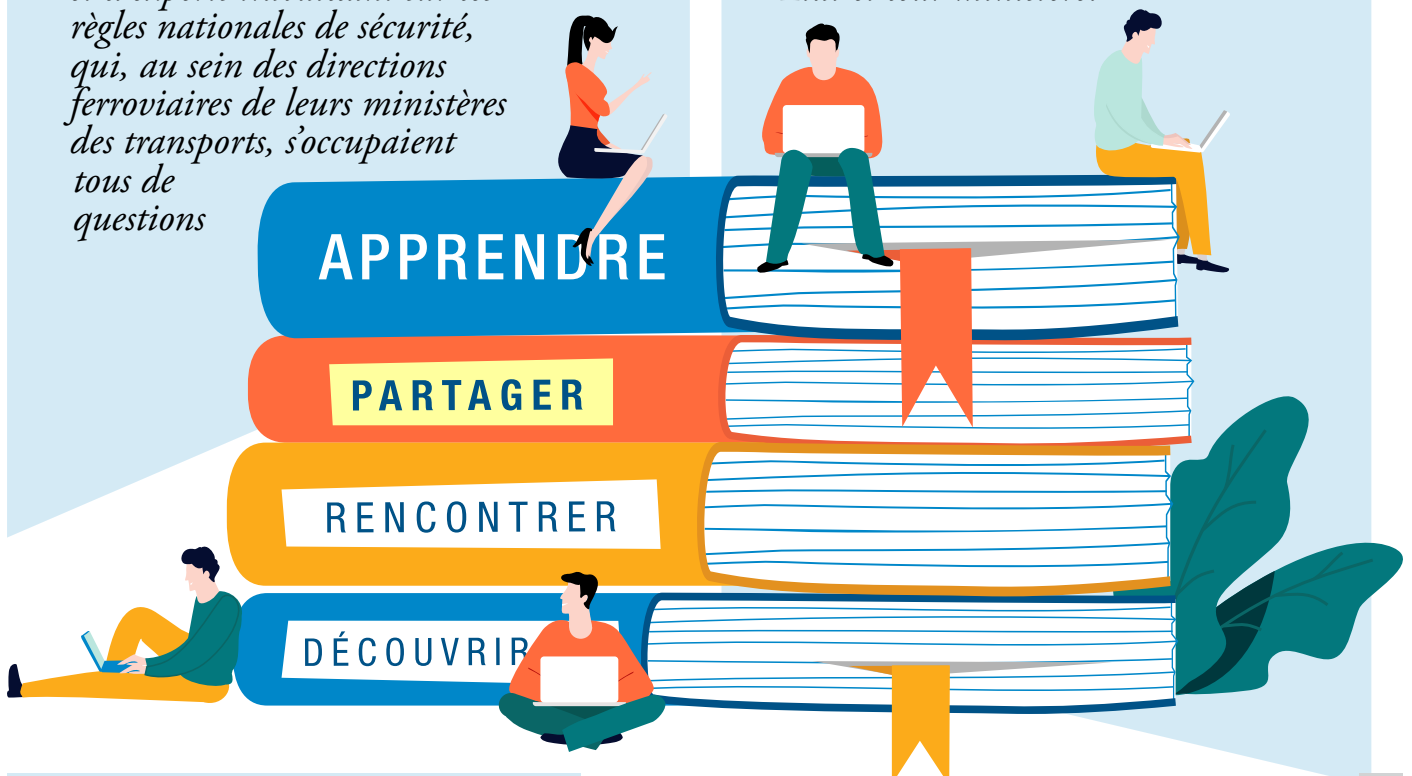 règles nationales de sécurité,
qui, au sein des directions
ferroviaires de leurs ministères
des transports, s’occupaient
tous de
questions
APPRENDRE
PARTAGER
RENCONTRER
DÉCOUVRIR